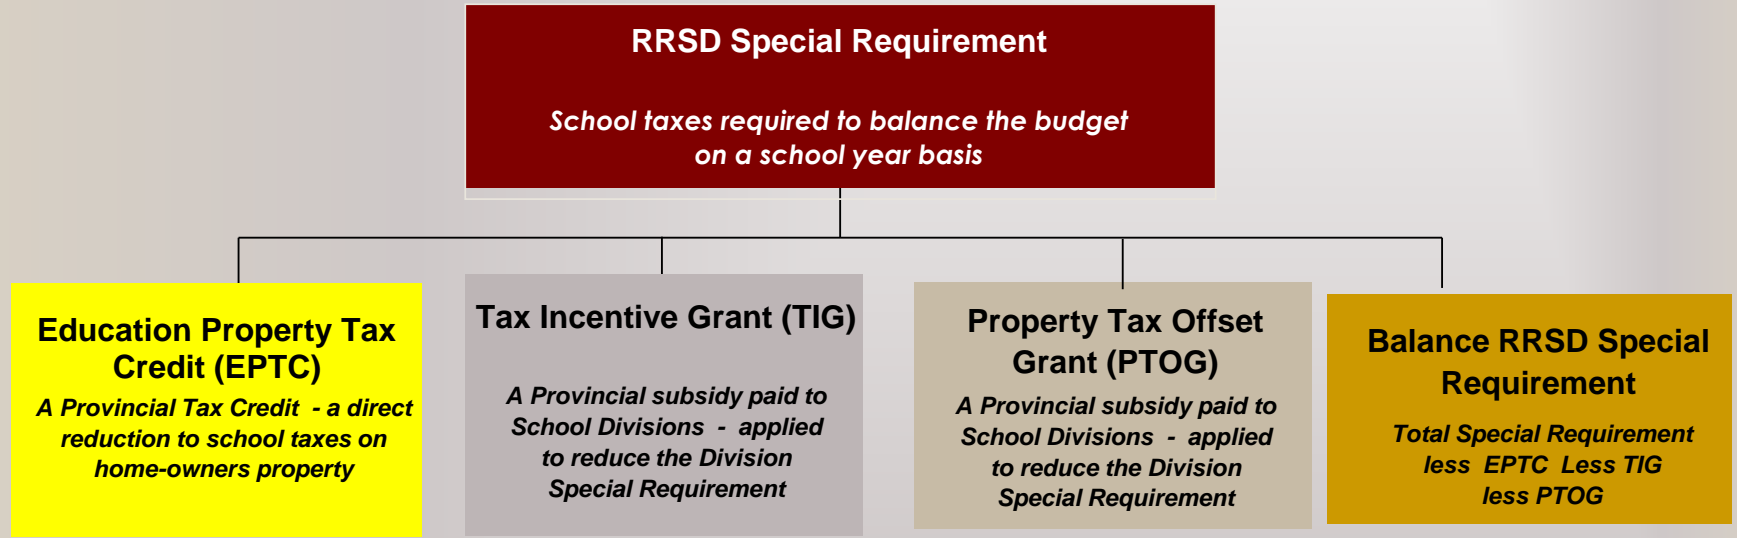 RRSD Special Requirement
School taxes required to balance the budget
on a school year basis
Education Property Tax
Credit (EPTC)
A Provincial Tax Credit - a direct
reduction to school taxes on
home-owners property
Tax Incentive Grant (TIG)
A Provincial subsidy paid to
School Divisions - applied
to reduce the Division
Special Requirement
Property Tax Offset
Grant (PTOG)
A Provincial subsidy paid to
School Divisions - applied
to reduce the Division
Special Requirement
Balance RRSD Special
Requirement
Total Special Requirement
less EPTC Less TIG
less PTOG